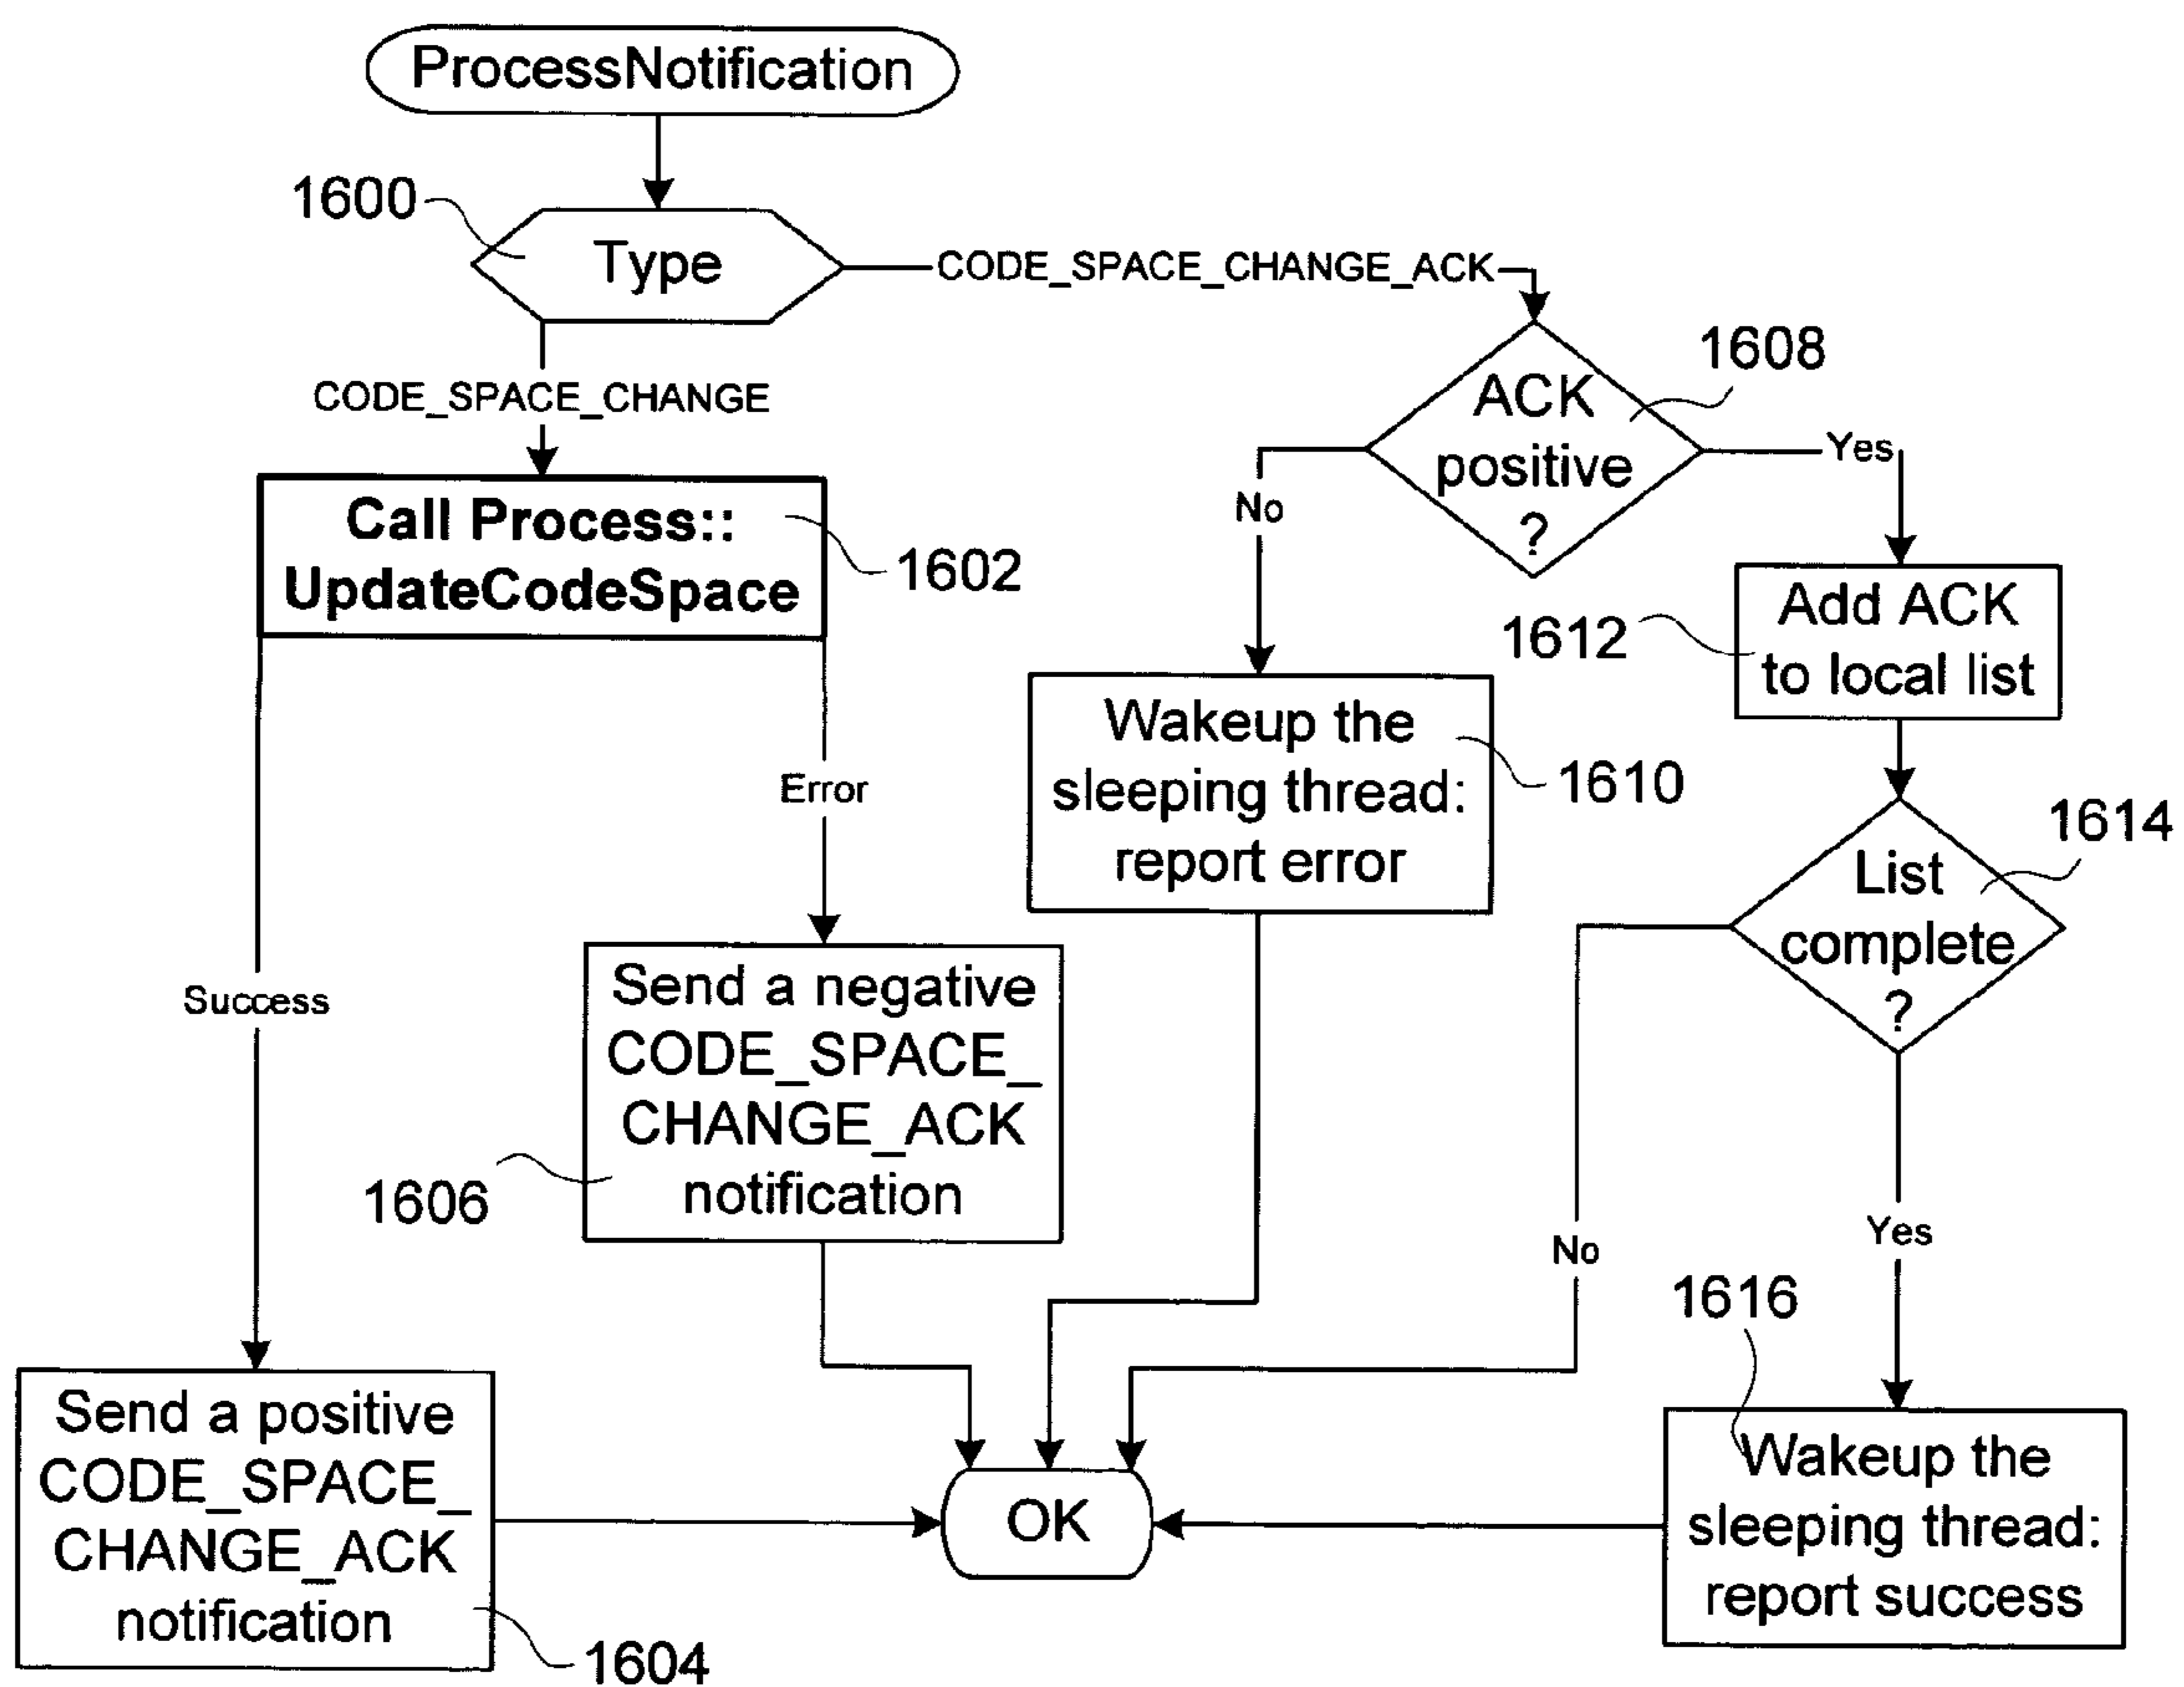 ProcessNotification
1600
Type
CODE_SPACE_CHANGE_ACK
CODE_SPACE_CHANGE
1608
ACK
positive
?
Yes
No
Call Process::
UpdateCodeSpace
1602
Add ACK
to local list
1612
Wakeup the
sleeping thread:
report error
1610
Error
1614
List
complete
?
Success
Send a negative
CODE_SPACE_
CHANGE_ACK
notification
1606
No
Yes
1616
Send a positive
CODE_SPACE_
CHANGE_ACK
notification
1604
OK
Wakeup the
sleeping thread:
report success